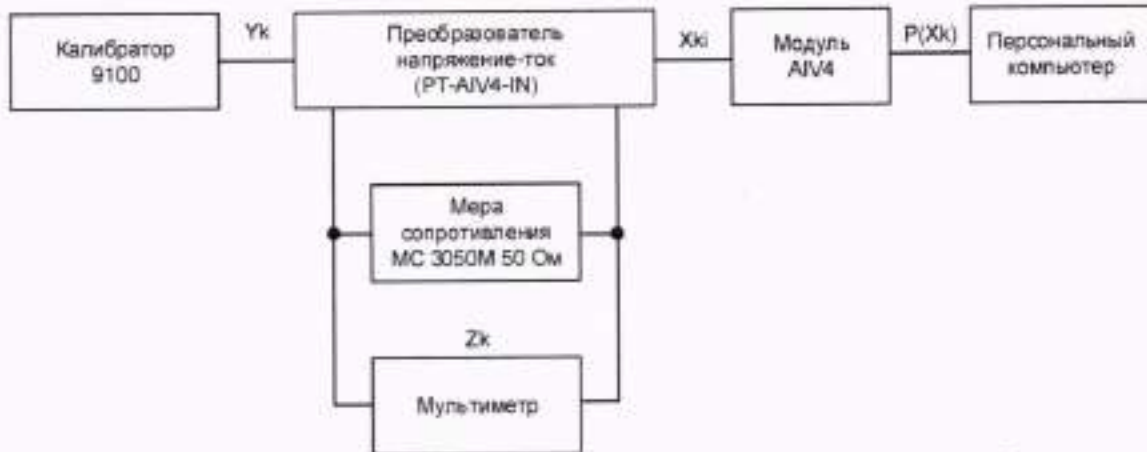 Калибратор
9100
Yk
Преобразователь
напряжение-ток
(PT-AIV4-IN)
Xki
Модуль
AIV4
P(Xk)
Персональный
компьютер
Мера
сопротивления
МС 3050М 50 Ом
Zk
Мультиметр